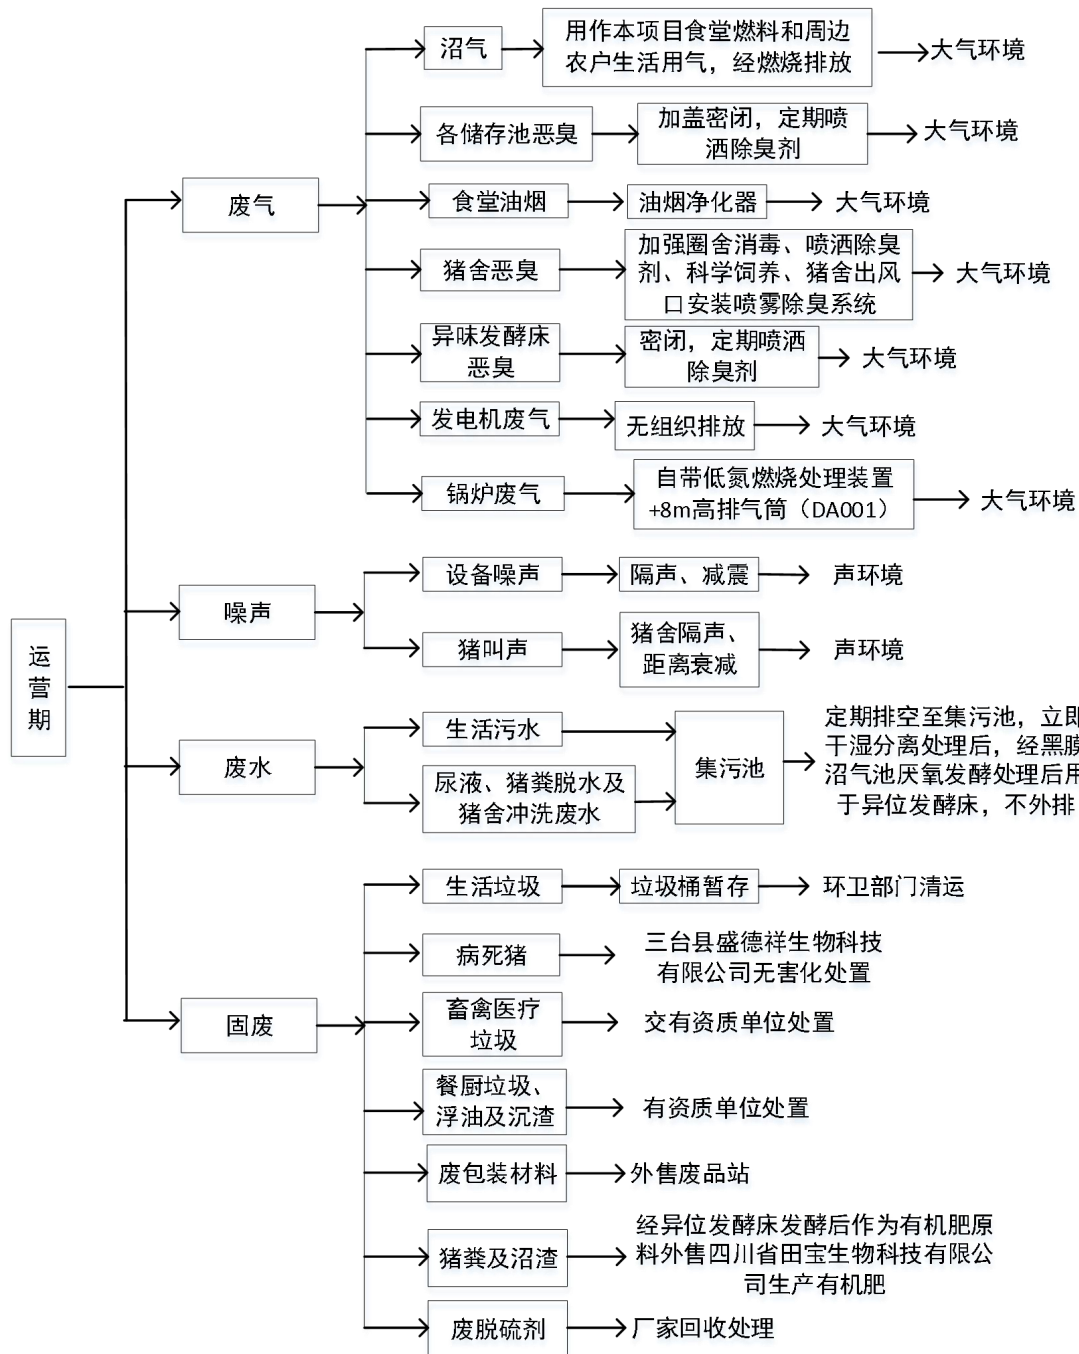 运
营
期
废气
沼气
用作本项目食堂燃料和周边
农户生活用气，经燃烧排放
大气环境
各储存池恶臭
加盖密闭，定期喷
洒除臭剂
大气环境
食堂油烟
油烟净化器
大气环境
猪舍恶臭
加强圈舍消毒、喷洒除臭
剂、科学饲养、猪舍出风
口安装喷雾除臭系统
大气环境
异味发酵床
恶臭
密闭，定期喷洒
除臭剂
大气环境
发电机废气
无组织排放
大气环境
锅炉废气
自带低氮燃烧处理装置
+8m高排气筒（DA001）
大气环境
噪声
设备噪声
隔声、减震
声环境
猪叫声
猪舍隔声、
距离衰减
声环境
废水
生活污水
尿液、猪粪脱水及
猪舍冲洗废水
集污池
定期排空至集污池，立即
干湿分离处理后，经黑膜
沼气池厌氧发酵处理后用
于异位发酵床，不外排
固废
生活垃圾
垃圾桶暂存
环卫部门清运
病死猪
三台县盛德祥生物科技
有限公司无害化处置
畜禽医疗
垃圾
交有资质单位处置
餐厨垃圾、
浮油及沉渣
有资质单位处置
废包装材料
外售废品站
猪粪及沼渣
经异位发酵床发酵后作为有机肥原
料外售四川省田宝生物科技有限公
司生产有机肥
废脱硫剂
厂家回收处理